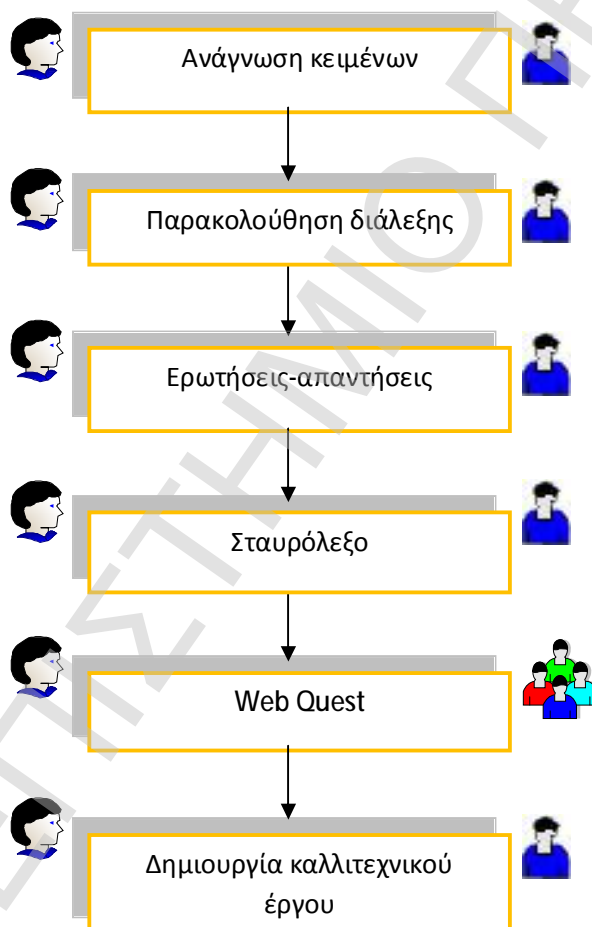 Ανάγνωση κειμένων
Παρακολούθηση διάλεξης
Ερωτήσεις-απαντήσεις
Σταυρόλεξο
Web Quest
Δημιουργία καλλιτεχνικού
έργου